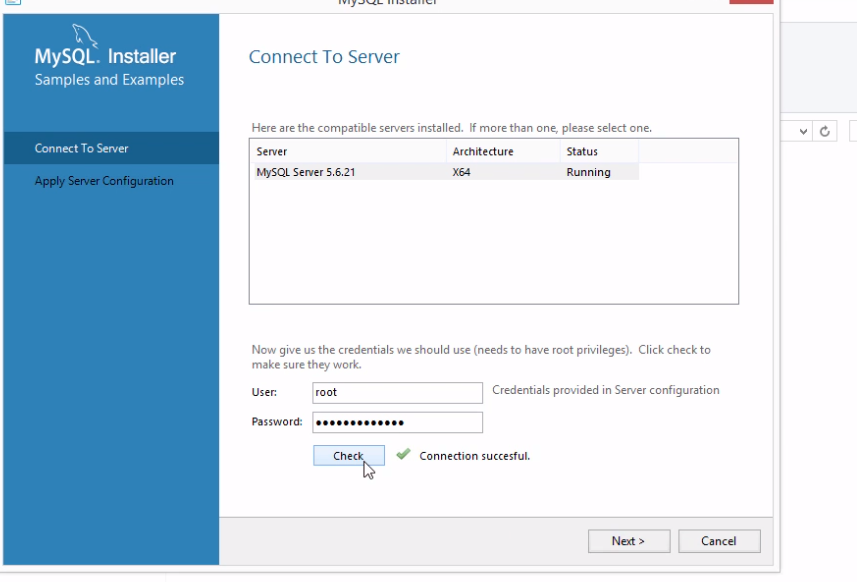 MySQL Installer
MySQL. Installer
Samples and Examples
Connect To Server
Apply Server Configuration
Connect To Server
Here are the compatible servers installed. If more than one, please select one.
Server Architecture Status
MySQL Server 5.6.21 X64 Running
Now give us the credentials we should use (needs to have root privileges). Click check to
make sure they work.
User: root Credentials provided in Server configuration
Password: •••••••••••••
Check Connection succesful.
Next > Cancel